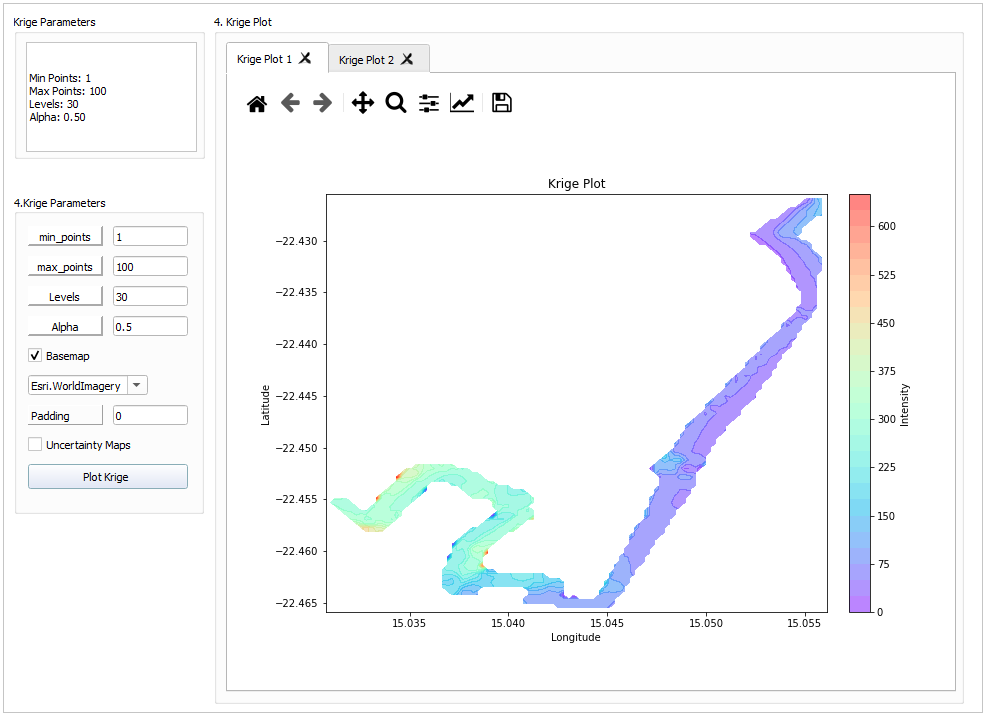 Krige Parameters
Min Points: 1
Max Points: 100
Levels: 30
Alpha: 0.50
4.Krige Parameters
min_points 1
max_points 100
Levels 30
Alpha 0.5
Basemap
Esri.WorldImagery
Padding 0
Uncertainty Maps
Plot Krige
4. Krige Plot
Krige Plot 1 Krige Plot 2
Krige Plot
Latitude
−22.430
−22.435
−22.440
−22.445
−22.450
−22.455
−22.460
−22.465
15.035 15.040 15.045 15.050 15.055
Longitude
600
525
450
375
300
225
150
75
0
Intensity